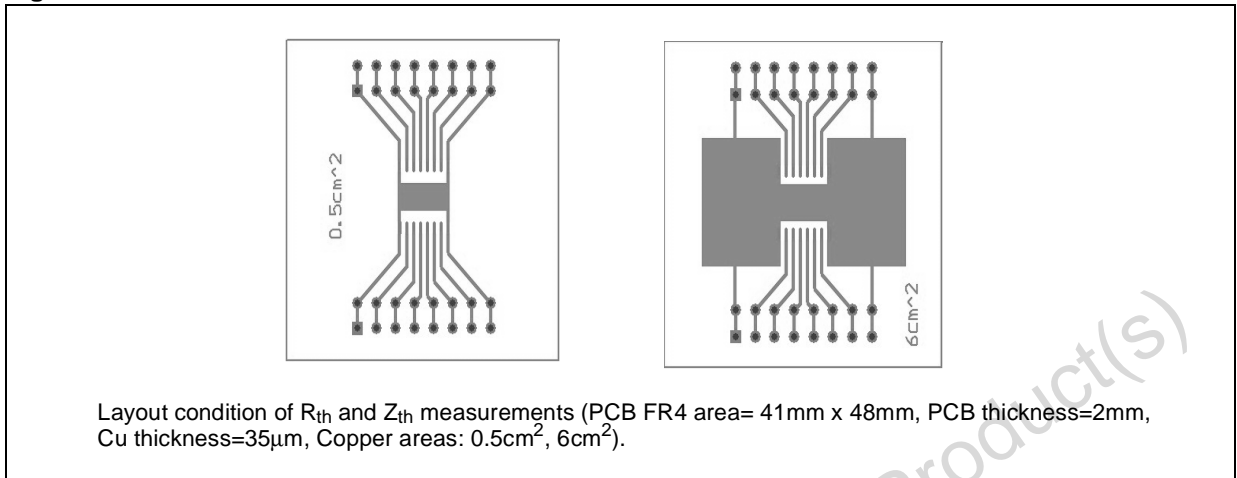 0.5cm^2
6cm^2
Layout condition of Rth and Zth measurements (PCB FR4 area= 41mm x 48mm, PCB thickness=2mm,
Cu thickness=35μm, Copper areas: 0.5cm2, 6cm2).
Product(s)